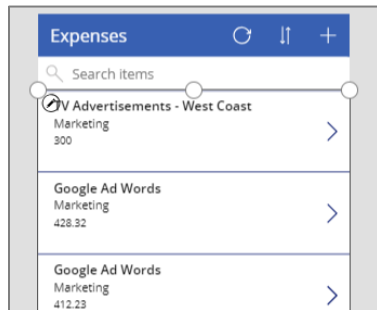 Expenses
Search items
TV Advertisements - West Coast
Marketing
300
Google Ad Words
Marketing
428.32
Google Ad Words
Marketing
412.23